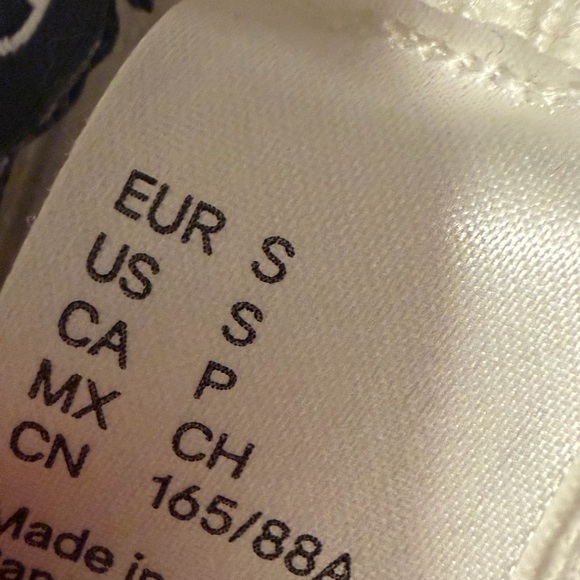 EUR S
US S
CA P
MX CH
CN 165/88A
Made in